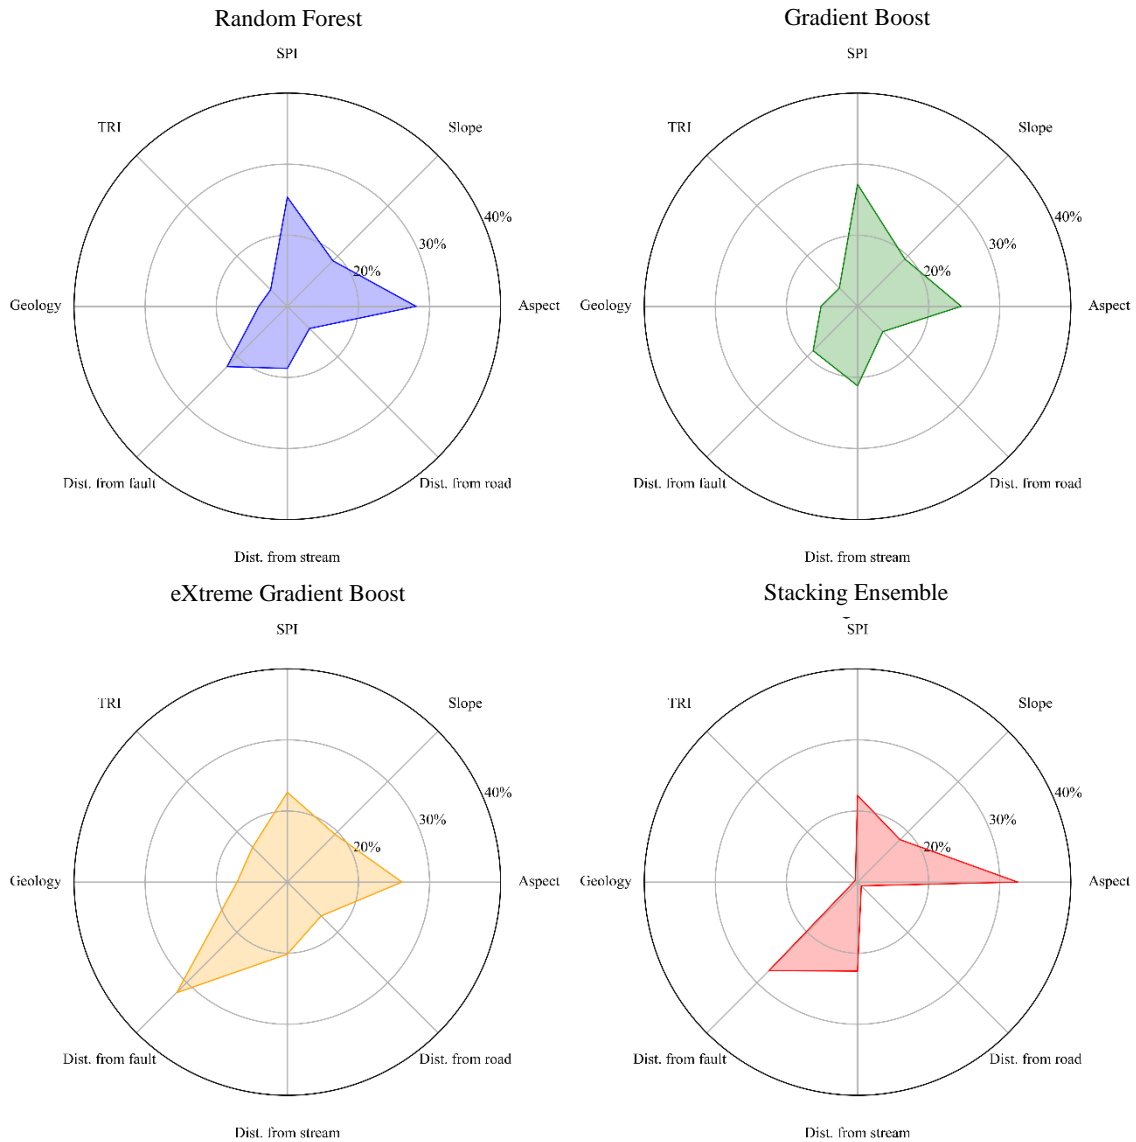 Random Forest
SPI
TRI
Slope
40%
30%
20%
Geology
Aspect
Dist. from fault
Dist. from road
Dist. from stream
Gradient Boost
SPI
TRI
Slope
40%
30%
20%
Geology
Aspect
Dist. from fault
Dist. from road
Dist. from stream
eXtreme Gradient Boost
SPI
TRI
Slope
40%
30%
20%
Geology
Aspect
Dist. from fault
Dist. from road
Dist. from stream
Stacking Ensemble
SPI
TRI
Slope
40%
30%
20%
Geology
Aspect
Dist. from fault
Dist. from road
Dist. from stream